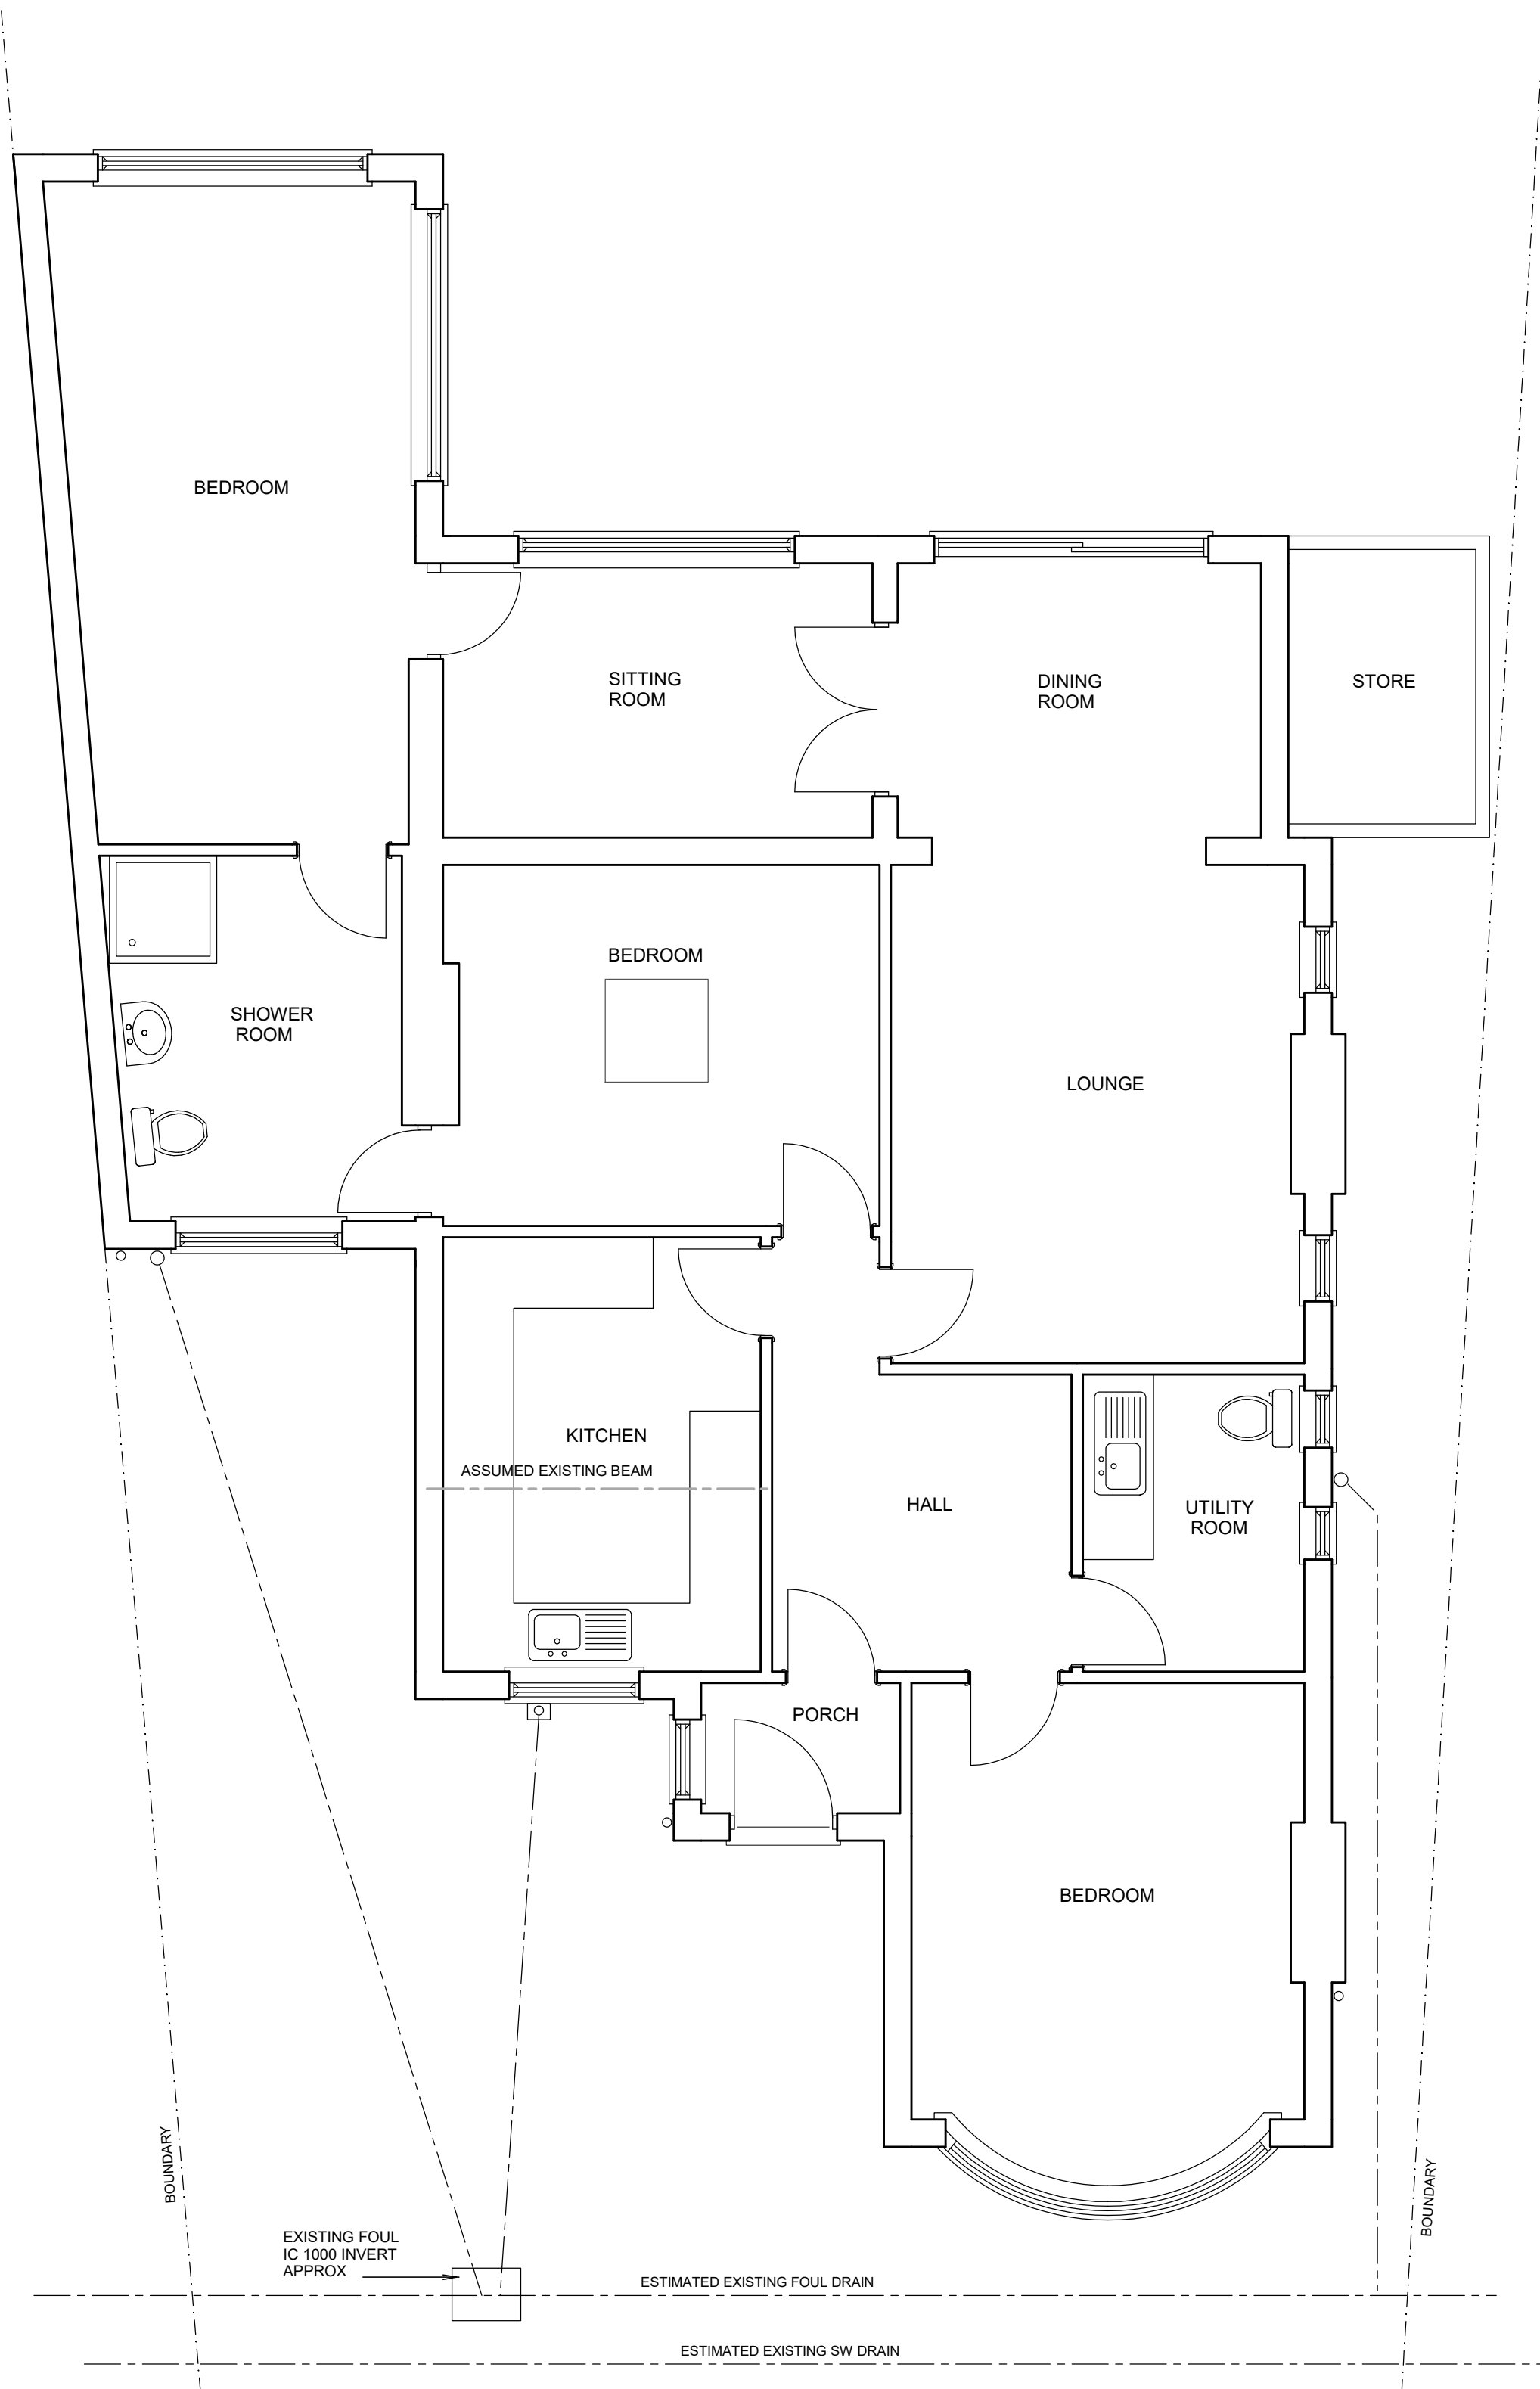 BEDROOM
SITTING
ROOM
DINING
ROOM
STORE
BEDROOM
SHOWER
ROOM
LOUNGE
KITCHEN
ASSUMED EXISTING BEAM
HALL
UTILITY
ROOM
PORCH
BEDROOM
BOUNDARY
BOUNDARY
EXISTING FOUL
IC 1000 INVERT
APPROX
ESTIMATED EXISTING FOUL DRAIN
ESTIMATED EXISTING SW DRAIN